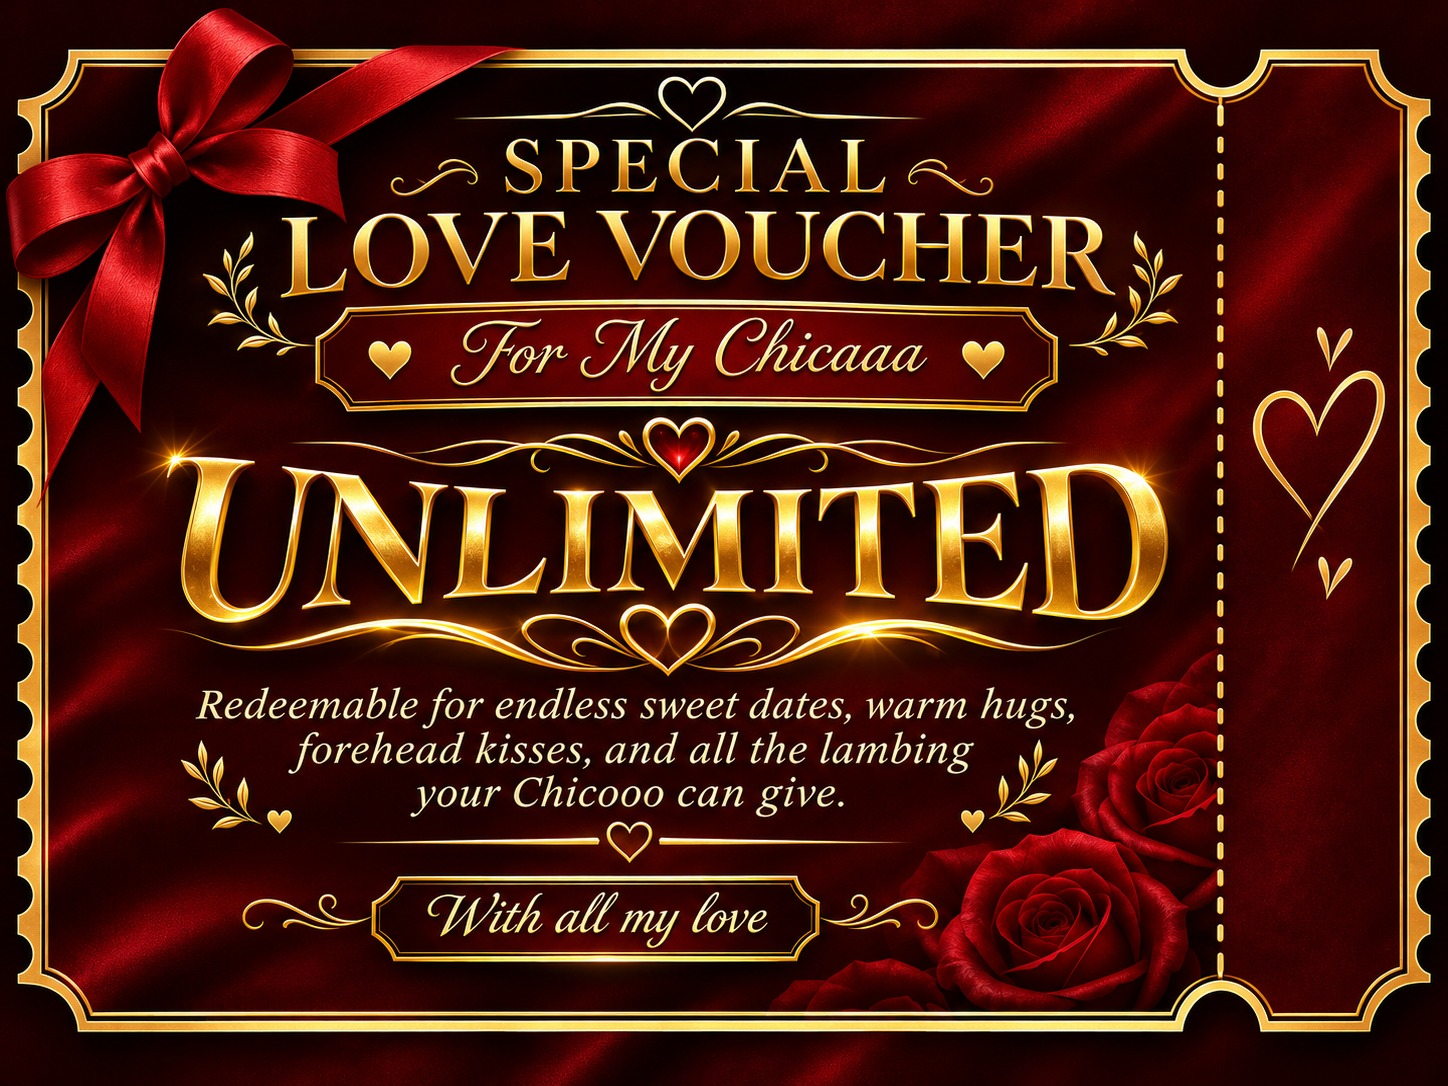 SPECIAL
LOVE VOUCHER
For My Chicaaa
UNLIMITED
Redeemable for endless sweet dates, warm hugs,
forehead kisses, and all the lambing
your Chicooo can give.
With all my love